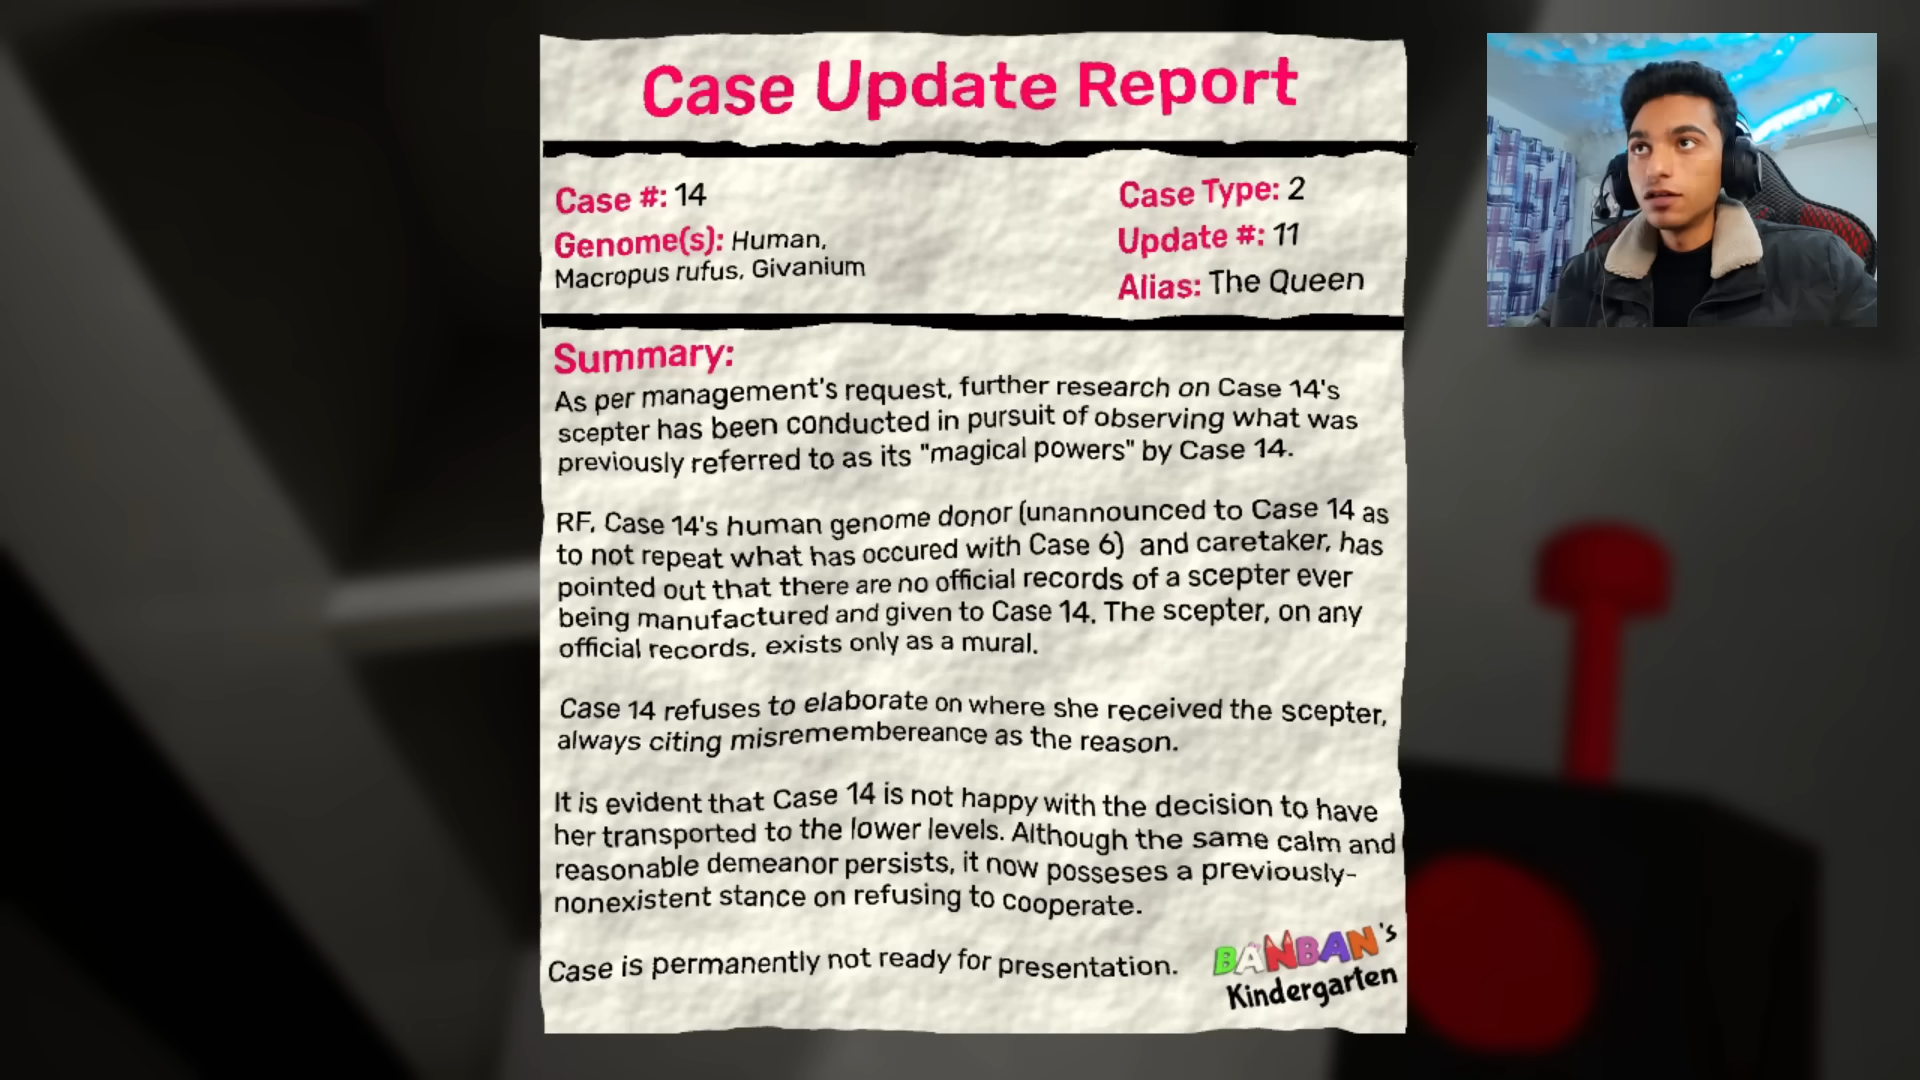 Case Update Report
Case #: 14
Genome(s): Human,
Macropus rufus, Givanium
Case Type: 2
Update #: 11
Alias: The Queen
Summary:
As per management's request, further research on Case 14's
scepter has been conducted in pursuit of observing what was
previously referred to as its "magical powers" by Case 14.
RF, Case 14's human genome donor (unannounced to Case 14 as
to not repeat what has occured with Case 6) and caretaker, has
pointed out that there are no official records of a scepter ever
being manufactured and given to Case 14. The scepter, on any
official records, exists only as a mural.
Case 14 refuses to elaborate on where she received the scepter,
always citing misremembereance as the reason.
It is evident that Case 14 is not happy with the decision to have
her transported to the lower levels. Although the same calm and
reasonable demeanor persists, it now posseses a previously-
nonexistent stance on refusing to cooperate.
Case is permanently not ready for presentation.
BANBAN's
Kindergarten